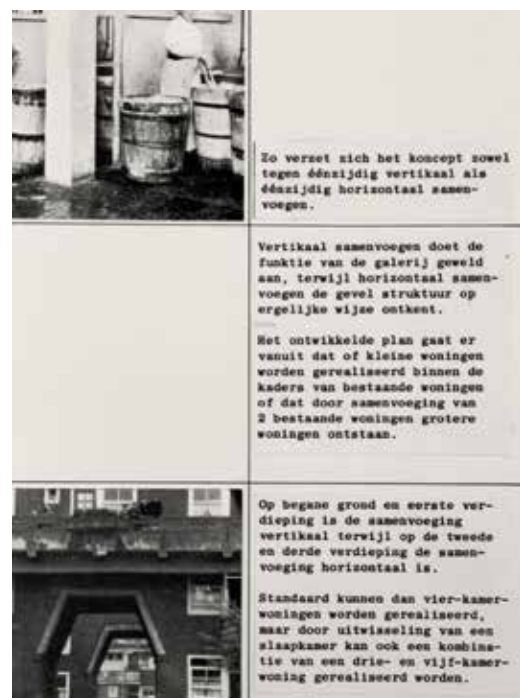 Zo verzet zich het koncept zowel
tegen éénzijdig vertikaal als
éénzijdig horizontaal samen-
voegen.
Vertikaal samenvoegen doet de
funktie van de galerij geweld
aan, terwijl horizontaal samen-
voegen de gevel struktuur op
ergelijke wijze ontkent.
Het ontwikkelde plan gaat er
vanuit dat of kleine woningen
worden gerealiseerd binnen de
kaders van bestaande woningen
of dat door samenvoeging van
2 bestaande woningen grotere
woningen ontstaan.
Op begane grond en eerste ver-
dieping is de samenvoeging
vertikaal terwijl op de tweede
en derde verdieping de samen-
voeging horizontaal is.
Standaard kunnen dan vier-kamer-
woningen worden gerealiseerd,
maar door uitwisseling van een
slaapkamer kan ook een kombina-
tie van een drie- en vijf-kamer-
woning gerealiseerd worden.